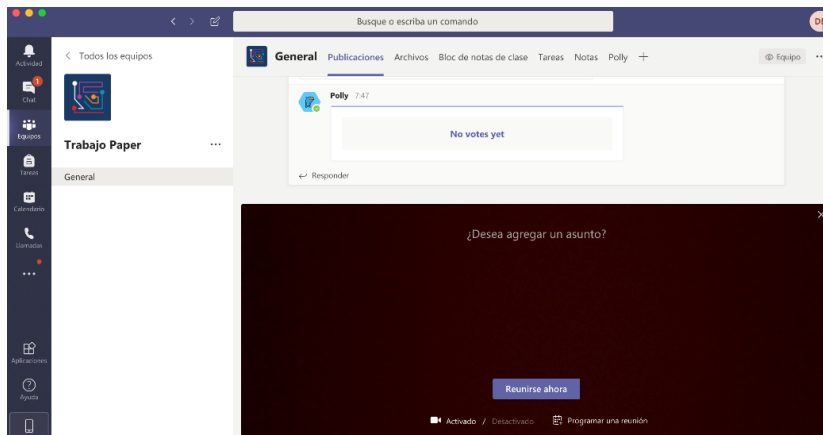 Busque o escriba un comando
Actividad
1
Chat
Equipos
Tareas
Calendario
Llamadas
Aplicaciones
Ayuda
Todos los equipos
Trabajo Paper
General
General Publicaciones Archivos Bloc de notas de clase Tareas Notas Polly
Equipo
Polly 7:47
No votes yet
Responder
¿Desea agregar un asunto?
Reunirse ahora
Activado / Desactivado Programar una reunión